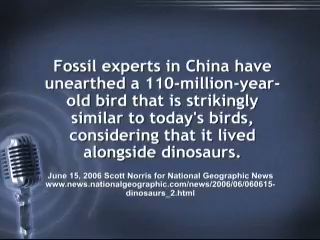 Fossil experts in China have
unearthed a 110-million-year-
old bird that is strikingly
similar to today's birds,
considering that it lived
alongside dinosaurs.
June 15, 2006 Scott Norris for National Geographic News
www.news.nationalgeographic.com/news/2006/06/060615-
dinosaurs_2.html